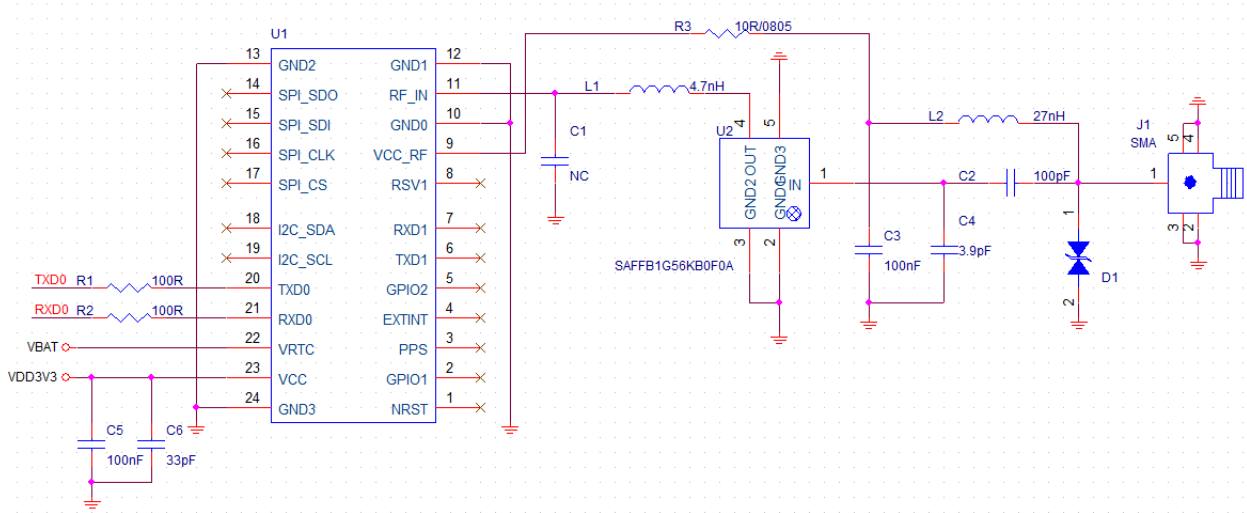 R3 10R/0805
U1
13 GND2 GND1 12
14 SPI_SDO RF_IN 11
15 SPI_SDI GND0 10
16 SPI_CLK VCC_RF 9
17 SPI_CS RSV1 8
18 I2C_SDA RXD1 7
19 I2C_SCL TXD1 6
TXD0 R1 100R 20 TXD0 GPIO2 5
RXD0 R2 100R 21 RXD0 EXTINT 4
VBAT 22 VRTC PPS 3
VDD3V3 23 VCC GPIO1 2
24 GND3 NRST 1
C5
100nF
C6
33pF
L1 4.7nH
C1
NC
U2
4 5
OUT GND3
GND2 IN 1
3 2
SAFFB1G56KB0F0A
L2 27nH
C2 100pF
C3
100nF
C4
3.9pF
1
D1
2
J1
SMA
5 4
1
3 2